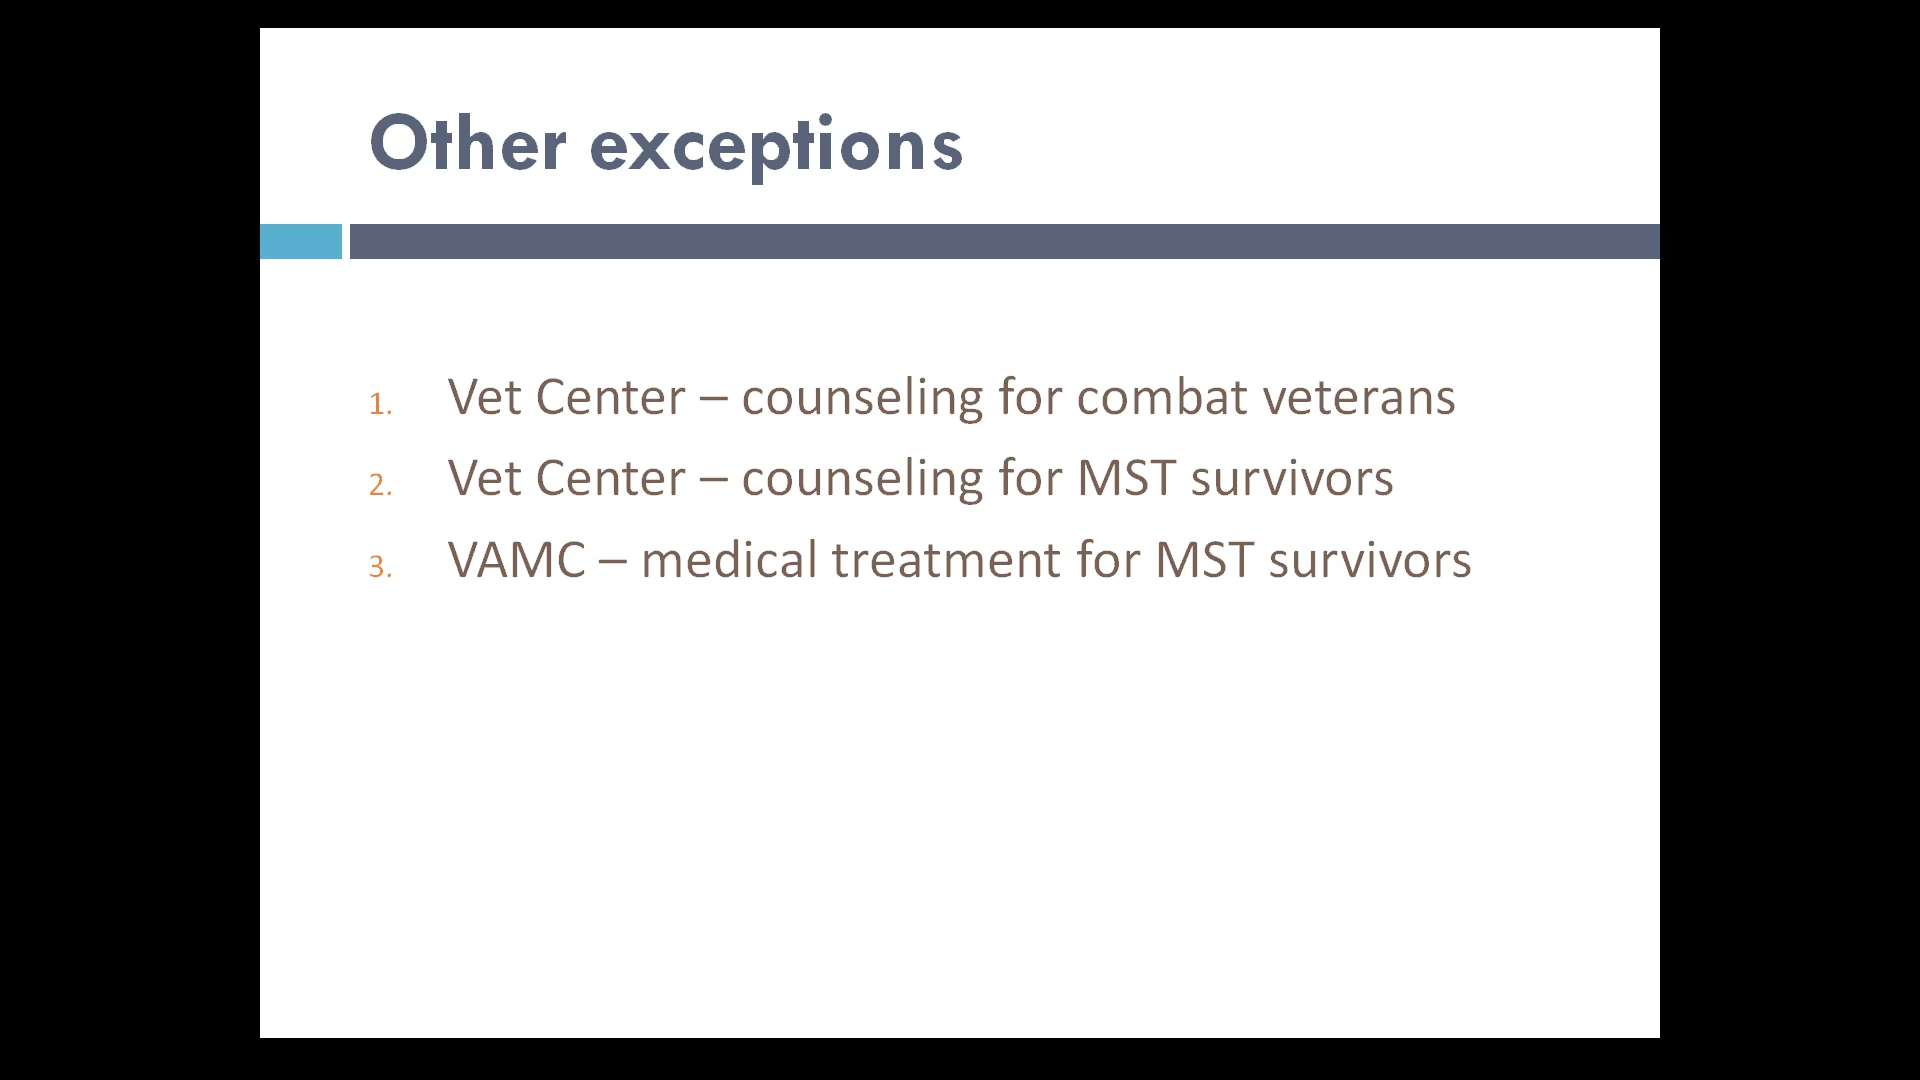 Other exceptions
1. Vet Center – counseling for combat veterans
2. Vet Center – counseling for MST survivors
3. VAMC – medical treatment for MST survivors